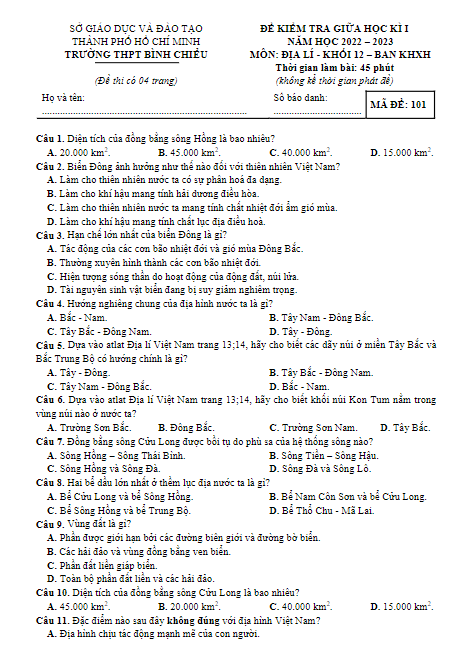 SỞ GIÁO DỤC VÀ ĐÀO TẠO
THÀNH PHỐ HỒ CHÍ MINH
TRƯỜNG THPT BÌNH CHIỂU
(Đề thi có 04 trang)
ĐỀ KIỂM TRA GIỮA HỌC KÌ I
NĂM HỌC 2022 – 2023
MÔN: ĐỊA LÍ - KHỐI 12 – BAN KHXH
Thời gian làm bài: 45 phút
(không kể thời gian phát đề)
Họ và tên:
Số báo danh: .......
MÃ ĐỀ: 101
Câu 1. Diện tích của đồng bằng sông Hồng là bao nhiêu?
A. 20.000 km². B. 45.000 km². C. 40.000 km². D. 15.000 km².
Câu 2. Biển Đông ảnh hưởng như thế nào đối với thiên nhiên Việt Nam?
A. Làm cho thiên nhiên nước ta có sự phân hoá đa dạng.
B. Làm cho khí hậu mang tính hải dương điều hòa.
C. Làm cho thiên nhiên nước ta mang tính chất nhiệt đới ẩm gió mùa.
D. Làm cho khí hậu mang tính chất lục địa điều hoà.
Câu 3. Hạn chế lớn nhất của biển Đông là gì?
A. Tác động của các cơn bão nhiệt đới và gió mùa Đông Bắc.
B. Thường xuyên hình thành các cơn bão nhiệt đới.
C. Hiện tượng sóng thần do hoạt động của động đất, núi lửa.
D. Tài nguyên sinh vật biển đang bị suy giảm nghiêm trọng.
Câu 4. Hướng nghiêng chung của địa hình nước ta là gì?
A. Bắc - Nam. B. Tây Nam - Đông Bắc.
C. Tây Bắc - Đông Nam. D. Tây - Đông.
Câu 5. Dựa vào atlat Địa lí Việt Nam trang 13;14, hãy cho biết các dãy núi ở miền Tây Bắc và
Bắc Trung Bộ có hướng chính là gì?
A. Tây - Đông. B. Tây Bắc - Đông Nam.
C. Tây Nam - Đông Bắc. D. Bắc - Nam.
Câu 6. Dựa vào atlat Địa lí Việt Nam trang 13;14, hãy cho biết khối núi Kon Tum nằm trong
vùng núi nào ở nước ta?
A. Trường Sơn Bắc. B. Đông Bắc. C. Trường Sơn Nam. D. Tây Bắc.
Câu 7. Đồng bằng sông Cửu Long được bồi tụ do phù sa của hệ thống sông nào?
A. Sông Hồng – Sông Thái Bình. B. Sông Tiền – Sông Hậu.
C. Sông Hồng và Sông Đà. D. Sông Đà và Sông Lô.
Câu 8. Hai bể dầu lớn nhất ở thềm lục địa nước ta là gì?
A. Bể Cửu Long và bể Sông Hồng. B. Bể Nam Côn Sơn và bể Cửu Long.
C. Bể Sông Hồng và bể Trung Bộ. D. Bể Thổ Chu - Mã Lai.
Câu 9. Vùng đất là gì?
A. Phần được giới hạn bởi các đường biên giới và đường bờ biển.
B. Các hải đảo và vùng đồng bằng ven biển.
C. Phần đất liền giáp biển.
D. Toàn bộ phần đất liền và các hải đảo.
Câu 10. Diện tích của đồng bằng sông Cửu Long là bao nhiêu?
A. 45.000 km². B. 20.000 km². C. 40.000 km². D. 15.000 km².
Câu 11. Đặc điểm nào sau đây không đúng với địa hình Việt Nam?
A. Địa hình chịu tác động mạnh mẽ của con người.